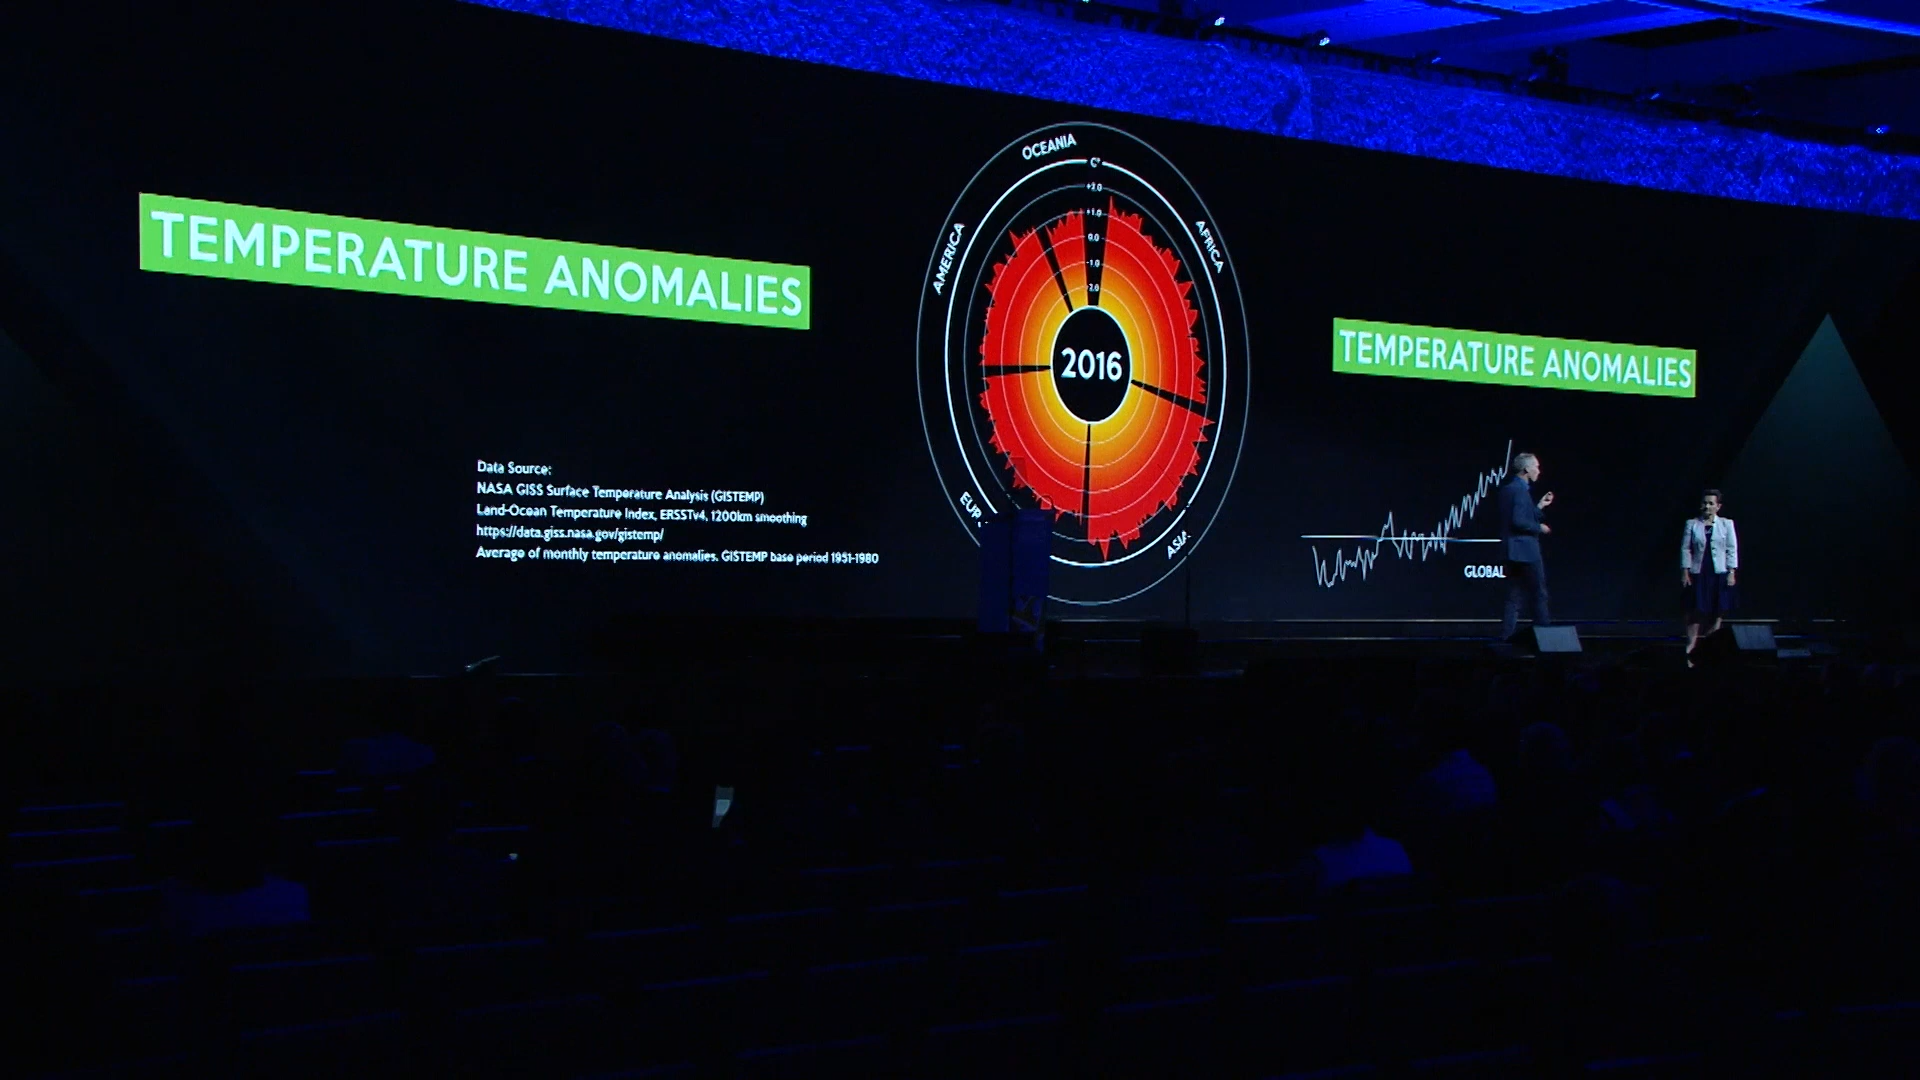 TEMPERATURE ANOMALIES
Data Source:
NASA GISS Surface Temperature Analysis (GISTEMP)
Land-Ocean Temperature Index, ERSSTv4, 1200km smoothing
https://data.giss.nasa.gov/gistemp/
Average of monthly temperature anomalies. GISTEMP base period 1951-1980
OCEANIA
C°
+2.0
+1.0
0.0
-1.0
AMERICA
AFRICA
2016
ASIA
TEMPERATURE ANOMALIES
GLOBAL